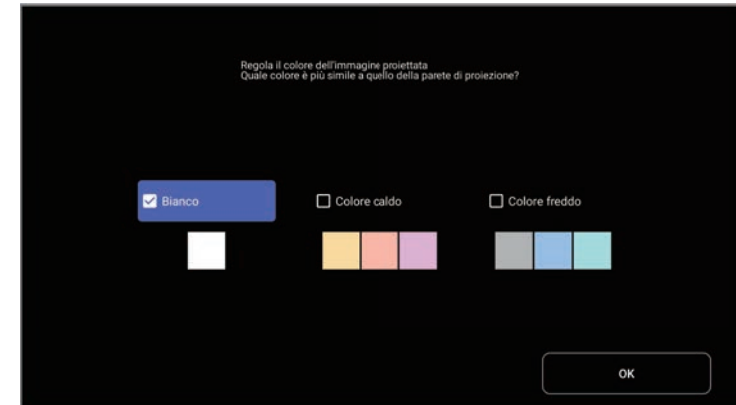 Regola il colore dell'immagine proiettata
Quale colore è più simile a quello della parete di proiezione?
Bianco
Colore caldo
Colore freddo
OK